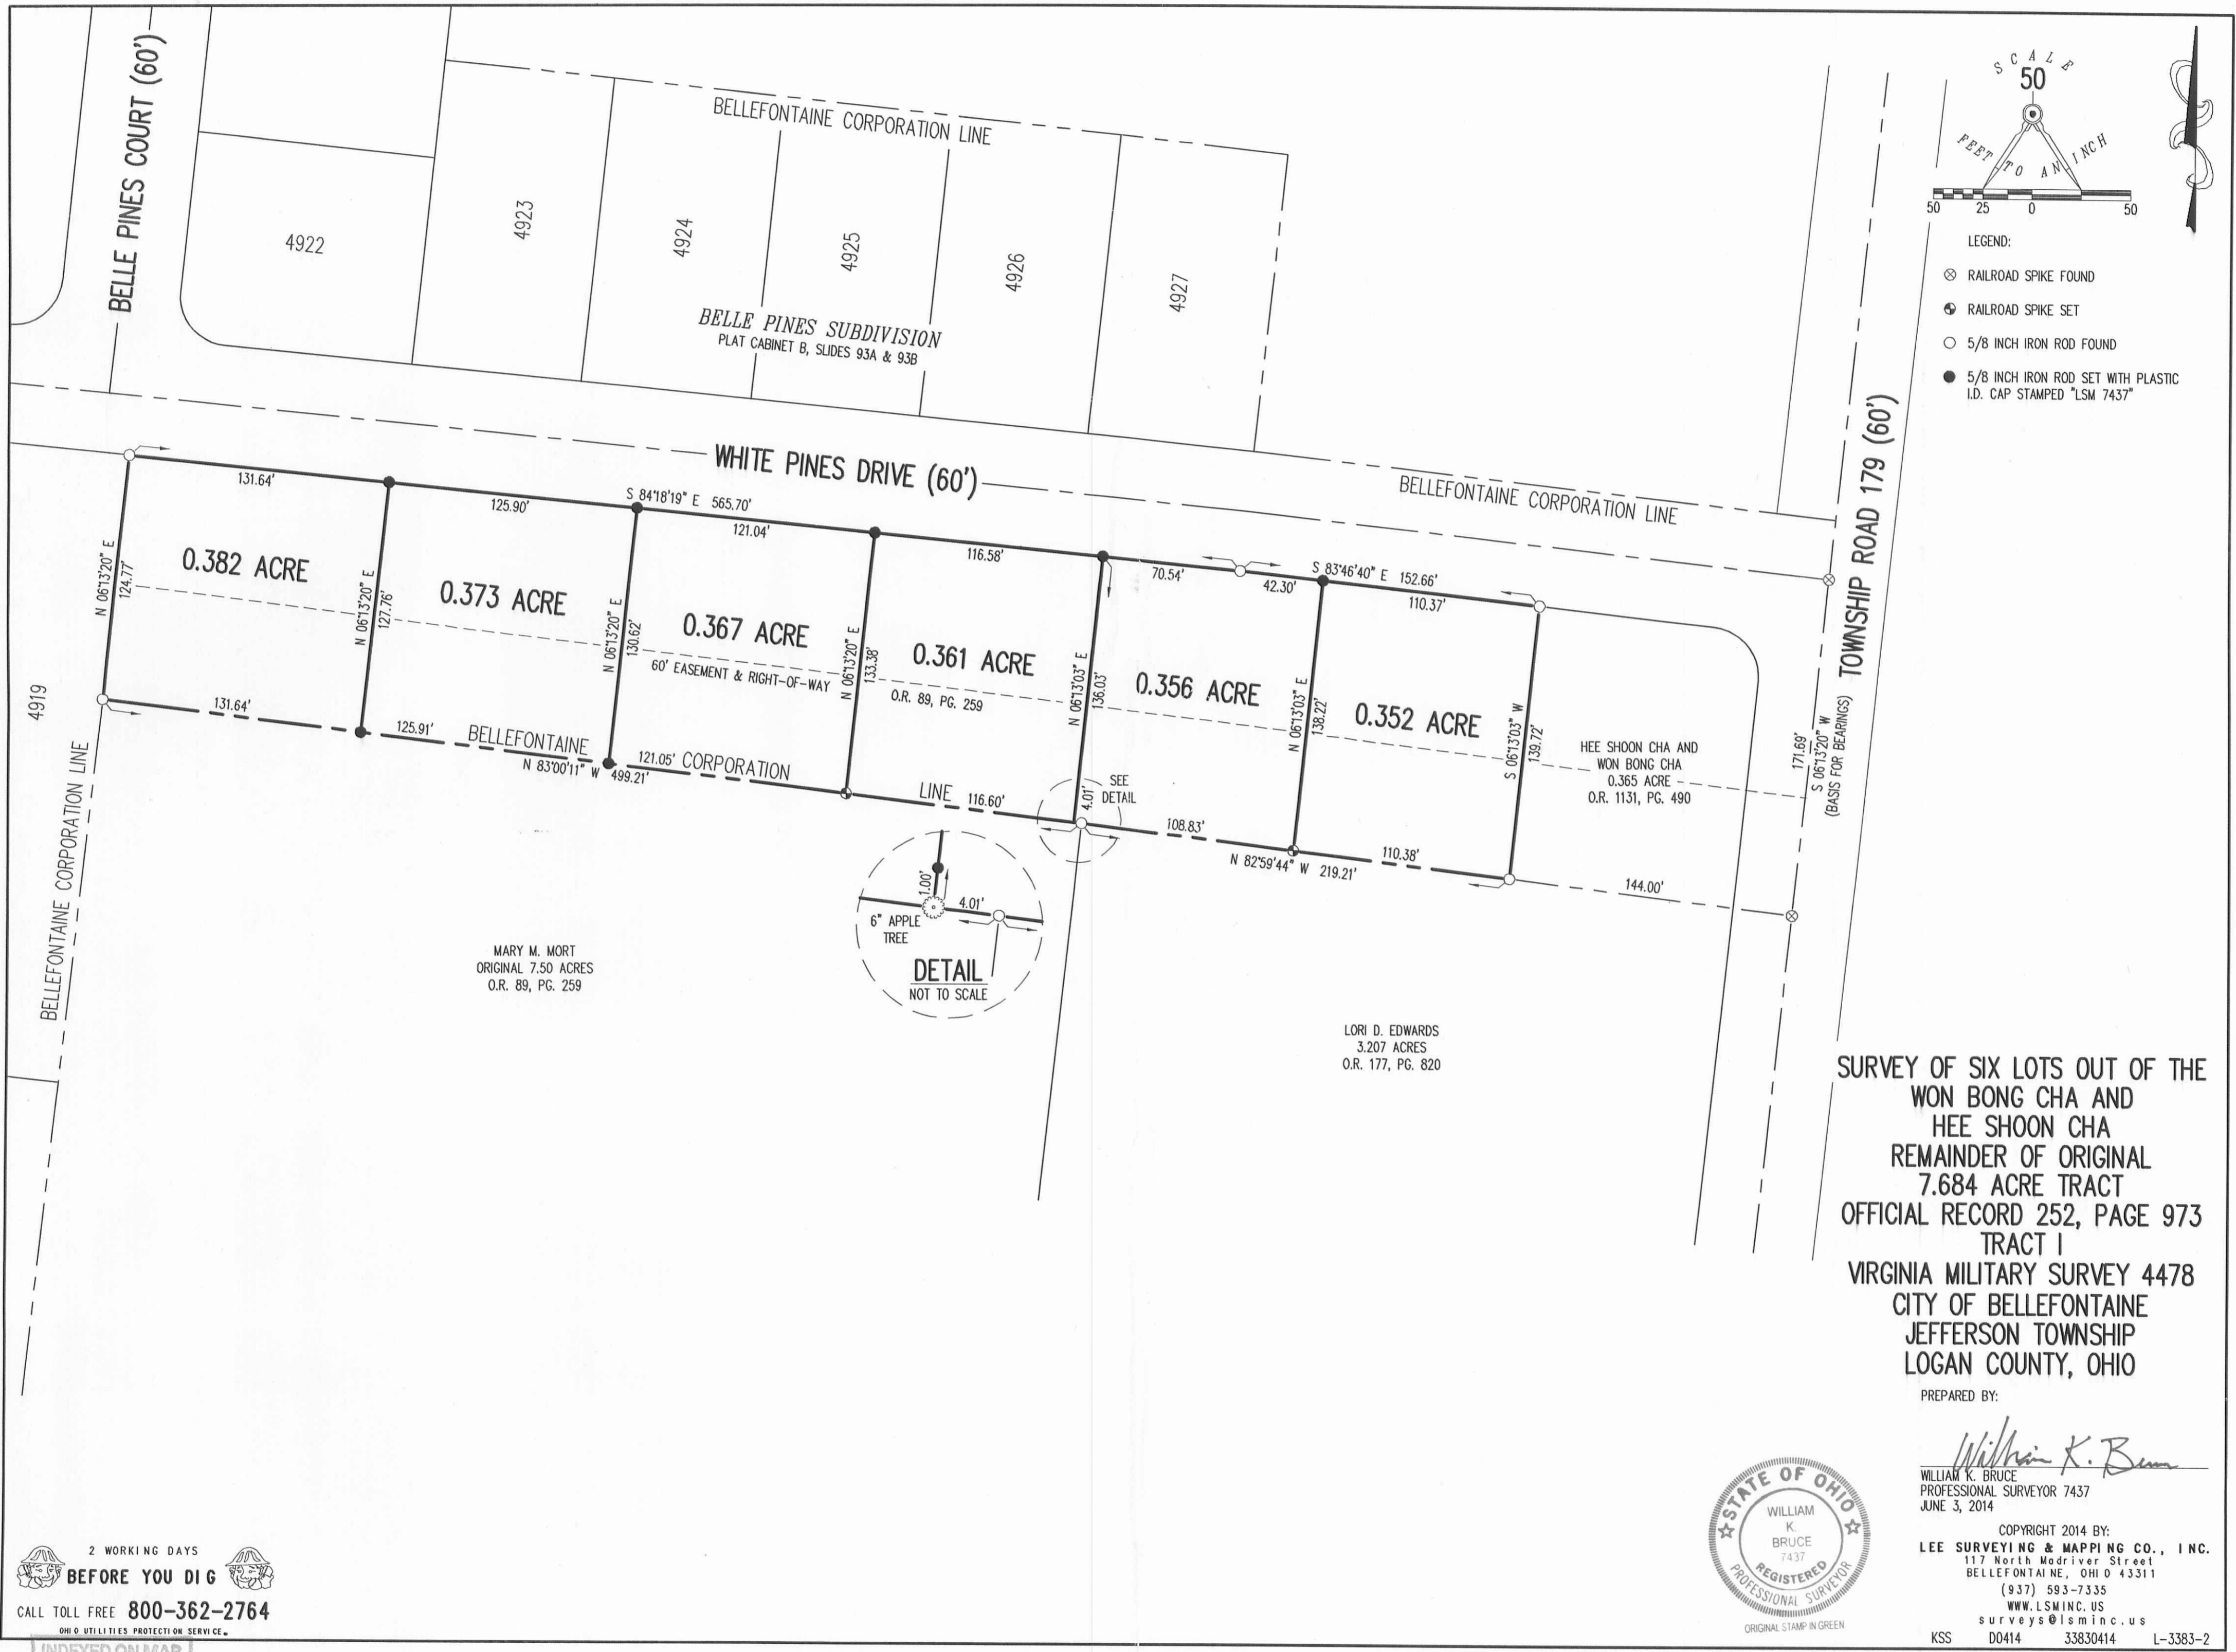 BELLE PINES COURT (60')
BELLEFONTAINE CORPORATION LINE
4922
4923
4924
4925
4926
4927
BELLE PINES SUBDIVISION
PLAT CABINET B, SLIDES 93A & 93B
SCALE
50
FEET TO AN INCH
50 25 0 50
LEGEND:
RAILROAD SPIKE FOUND
RAILROAD SPIKE SET
5/8 INCH IRON ROD FOUND
5/8 INCH IRON ROD SET WITH PLASTIC
I.D. CAP STAMPED "LSM 7437"
TOWNSHIP ROAD 179 (60')
WHITE PINES DRIVE (60')
BELLEFONTAINE CORPORATION LINE
131.64'
125.90'
S 84°18'19" E 565.70'
121.04'
116.58'
70.54'
42.30'
S 83°46'40" E 152.66'
110.37'
N 06°13'20" E
124.77'
0.382 ACRE
N 06°13'20" E
127.76'
0.373 ACRE
N 06°13'20" E
130.62'
0.367 ACRE
60' EASEMENT & RIGHT-OF-WAY
N 06°13'20" E
133.38'
0.361 ACRE
O.R. 89, PG. 259
N 06°13'03" E
136.03'
0.356 ACRE
N 06°13'03" E
138.22'
0.352 ACRE
S 06°13'03" W
139.72'
HEE SHOON CHA AND
WON BONG CHA
0.365 ACRE
O.R. 1131, PG. 490
171.69'
S 06°13'20" W
(BASIS FOR BEARINGS)
4919
131.64'
125.91'
BELLEFONTAINE
N 83°00'11" W 499.21'
121.05' CORPORATION
LINE 116.60'
4.01'
SEE
DETAIL
108.83'
N 82°59'44" W 219.21'
110.38'
144.00'
BELLEFONTAINE CORPORATION LINE
1.00'
4.01'
6" APPLE
TREE
DETAIL
NOT TO SCALE
MARY M. MORT
ORIGINAL 7.50 ACRES
O.R. 89, PG. 259
LORI D. EDWARDS
3.207 ACRES
O.R. 177, PG. 820
SURVEY OF SIX LOTS OUT OF THE
WON BONG CHA AND
HEE SHOON CHA
REMAINDER OF ORIGINAL
7.684 ACRE TRACT
OFFICIAL RECORD 252, PAGE 973
TRACT I
VIRGINIA MILITARY SURVEY 4478
CITY OF BELLEFONTAINE
JEFFERSON TOWNSHIP
LOGAN COUNTY, OHIO
PREPARED BY:
William K. Bruce
WILLIAM K. BRUCE
PROFESSIONAL SURVEYOR 7437
JUNE 3, 2014
COPYRIGHT 2014 BY:
LEE SURVEYING & MAPPING CO., INC.
117 North Madriver Street
BELLEFONTAINE, OHIO 43311
(937) 593-7335
WWW.LSMINC.US
surveys@lsminc.us
KSS D0414 33830414 L-3383-2
STATE OF OHIO
WILLIAM
K.
BRUCE
7437
REGISTERED
PROFESSIONAL SURVEYOR
ORIGINAL STAMP IN GREEN
2 WORKING DAYS
BEFORE YOU DIG
CALL TOLL FREE 800-362-2764
OHIO UTILITIES PROTECTION SERVICE.
INDEXED ON MAP